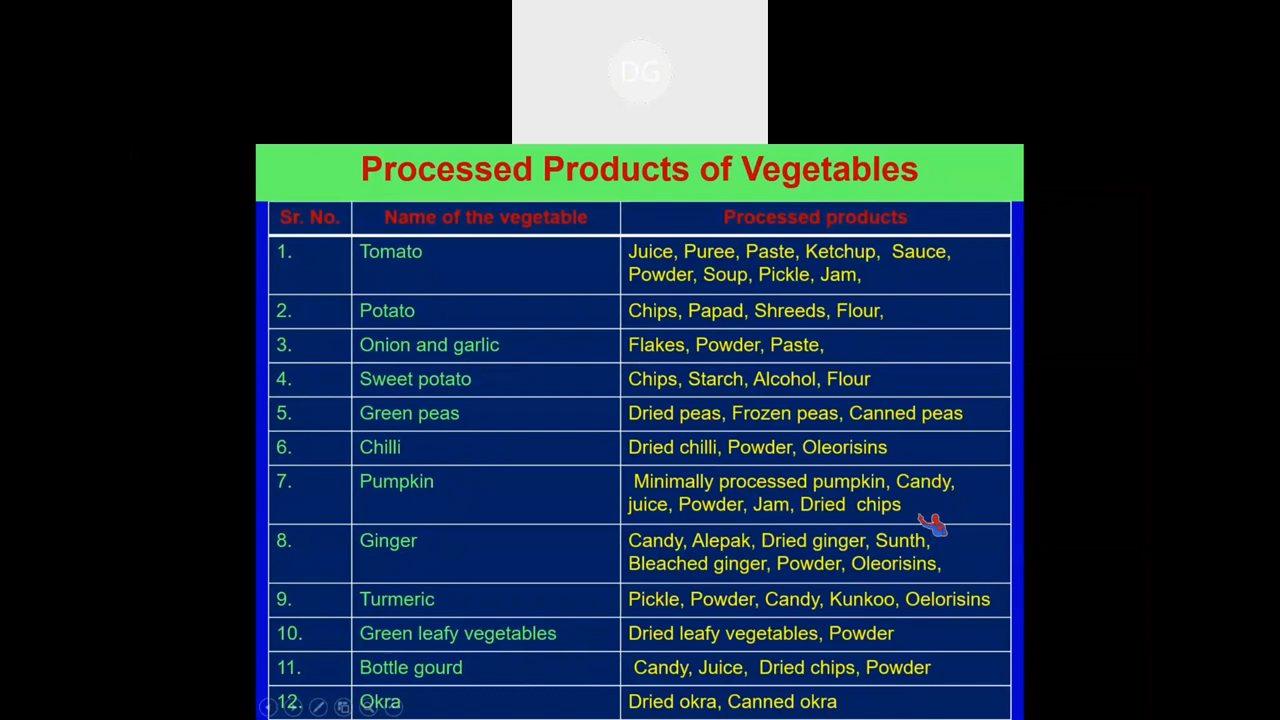 DG
Processed Products of Vegetables
Sr. No. Name of the vegetable Processed products
1. Tomato Juice, Puree, Paste, Ketchup, Sauce,
Powder, Soup, Pickle, Jam,
2. Potato Chips, Papad, Shreeds, Flour,
3. Onion and garlic Flakes, Powder, Paste,
4. Sweet potato Chips, Starch, Alcohol, Flour
5. Green peas Dried peas, Frozen peas, Canned peas
6. Chilli Dried chilli, Powder, Oleorisins
7. Pumpkin Minimally processed pumpkin, Candy,
juice, Powder, Jam, Dried chips
8. Ginger Candy, Alepak, Dried ginger, Sunth,
Bleached ginger, Powder, Oleorisins,
9. Turmeric Pickle, Powder, Candy, Kunkoo, Oelorisins
10. Green leafy vegetables Dried leafy vegetables, Powder
11. Bottle gourd Candy, Juice, Dried chips, Powder
12. Okra Dried okra, Canned okra